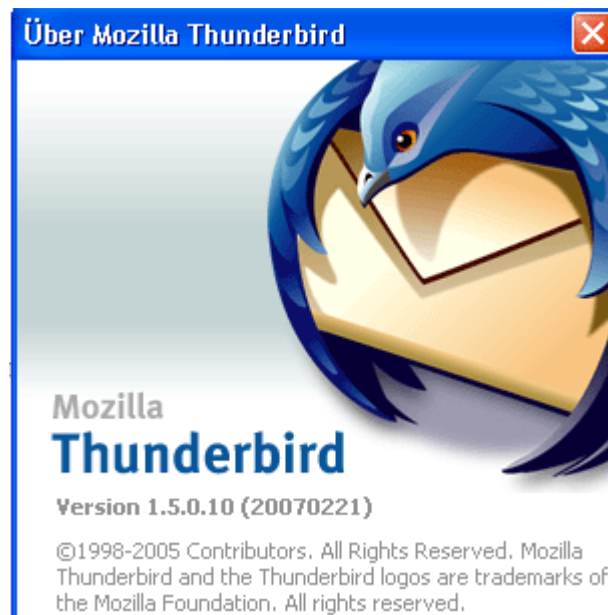 Über Mozilla Thunderbird
Mozilla
Thunderbird
Version 1.5.0.10 (20070221)
©1998-2005 Contributors. All Rights Reserved. Mozilla
Thunderbird and the Thunderbird logos are trademarks of
the Mozilla Foundation. All rights reserved.